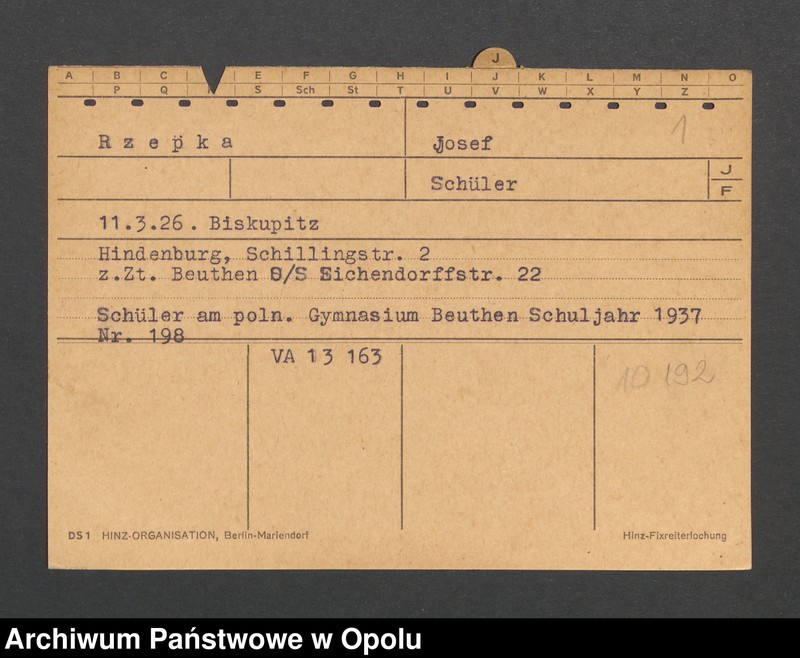 J
A B C E F G H I J K L M N O
P Q S Sch St T U V W X Y Z
1
R z e p k a Josef
Schüler J
F
11.3.26. Biskupitz
Hindenburg, Schillingstr. 2
z.Zt. Beuthen O/S Eichendorffstr. 22
Schüler am poln. Gymnasium Beuthen Schuljahr 1937
Nr. 198
VA 13 163
10 192
DS1 HINZ-ORGANISATION, Berlin-Mariendorf Hinz-Fixreiterlochung
Archiwum Państwowe w Opolu